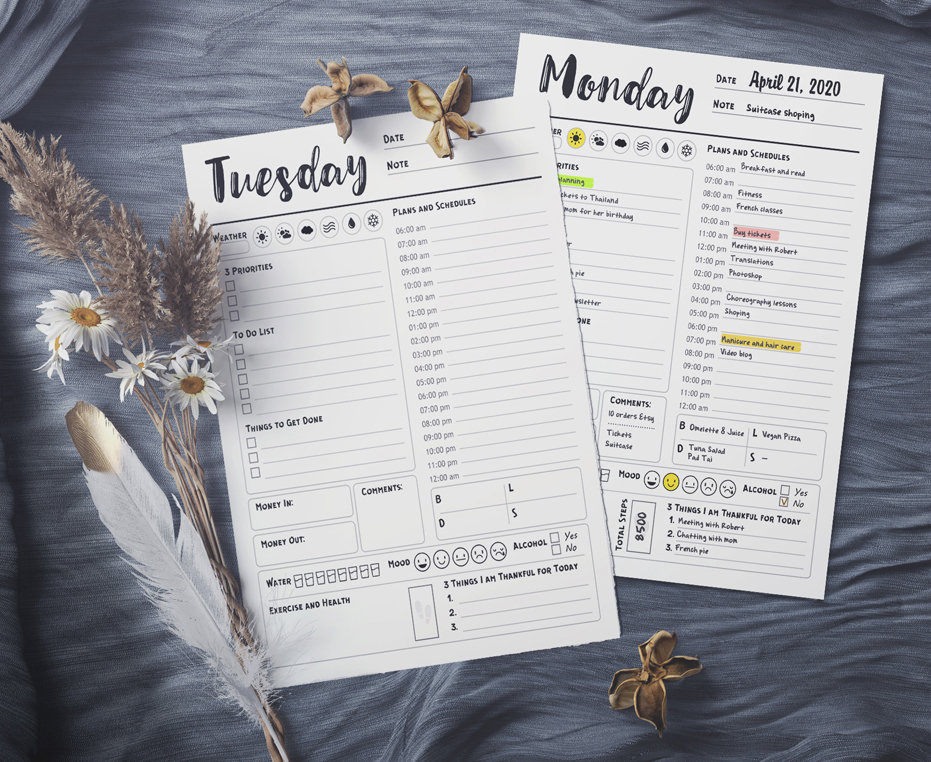 Tuesday
DATE
NOTE
WEATHER
3 PRIORITIES
TO DO LIST
THINGS TO GET DONE
MONEY IN:
COMMENTS:
MONEY OUT:
PLANS AND SCHEDULES
06:00 am
07:00 am
08:00 am
09:00 am
10:00 am
11:00 am
12:00 pm
01:00 pm
02:00 pm
03:00 pm
04:00 pm
05:00 pm
06:00 pm
07:00 pm
08:00 pm
09:00 pm
10:00 pm
11:00 pm
12:00 am
B L
D S
WATER
MOOD
ALCOHOL Yes
No
EXERCISE AND HEALTH
3 THINGS I AM THANKFUL FOR TODAY
1.
2.
3.
Monday
DATE April 21, 2020
NOTE Suitcase shoping
ER
ORITIES
lanning
ckets to Thailand
mom for her birthday
pie
wsletter
ONE
COMMENTS:
10 orders Etsy
Tickets
Suitcase
PLANS AND SCHEDULES
06:00 am Breakfast and read
07:00 am
08:00 am Fitness
09:00 am French classes
10:00 am
11:00 am Buy tickets
12:00 pm Meeting with Robert
01:00 pm Translations
02:00 pm Photoshop
03:00 pm
04:00 pm Choreography lessons
05:00 pm Shoping
06:00 pm
07:00 pm Manicure and hair care
08:00 pm Video blog
09:00 pm
10:00 pm
11:00 pm
12:00 am
B Omelette & Juice L Vegan Pizza
D Tuna Salad S –
Pad Tai
MOOD
ALCOHOL Yes
V No
TOTAL STEPS
8500
3 THINGS I AM THANKFUL FOR TODAY
1. Meeting with Robert
2. Chatting with mom
3. French pie